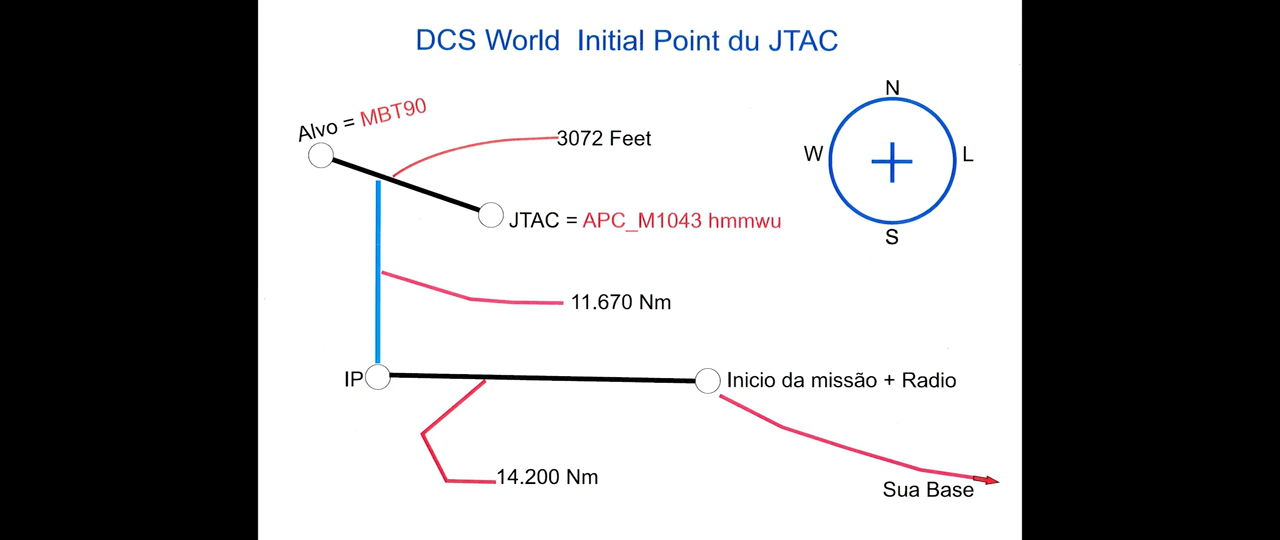 DCS World Initial Point du JTAC
N
Alvo = MBT90
3072 Feet
W
L
JTAC = APC_M1043 hmmwu
S
11.670 Nm
IP
Inicio da missão + Radio
14.200 Nm
Sua Base